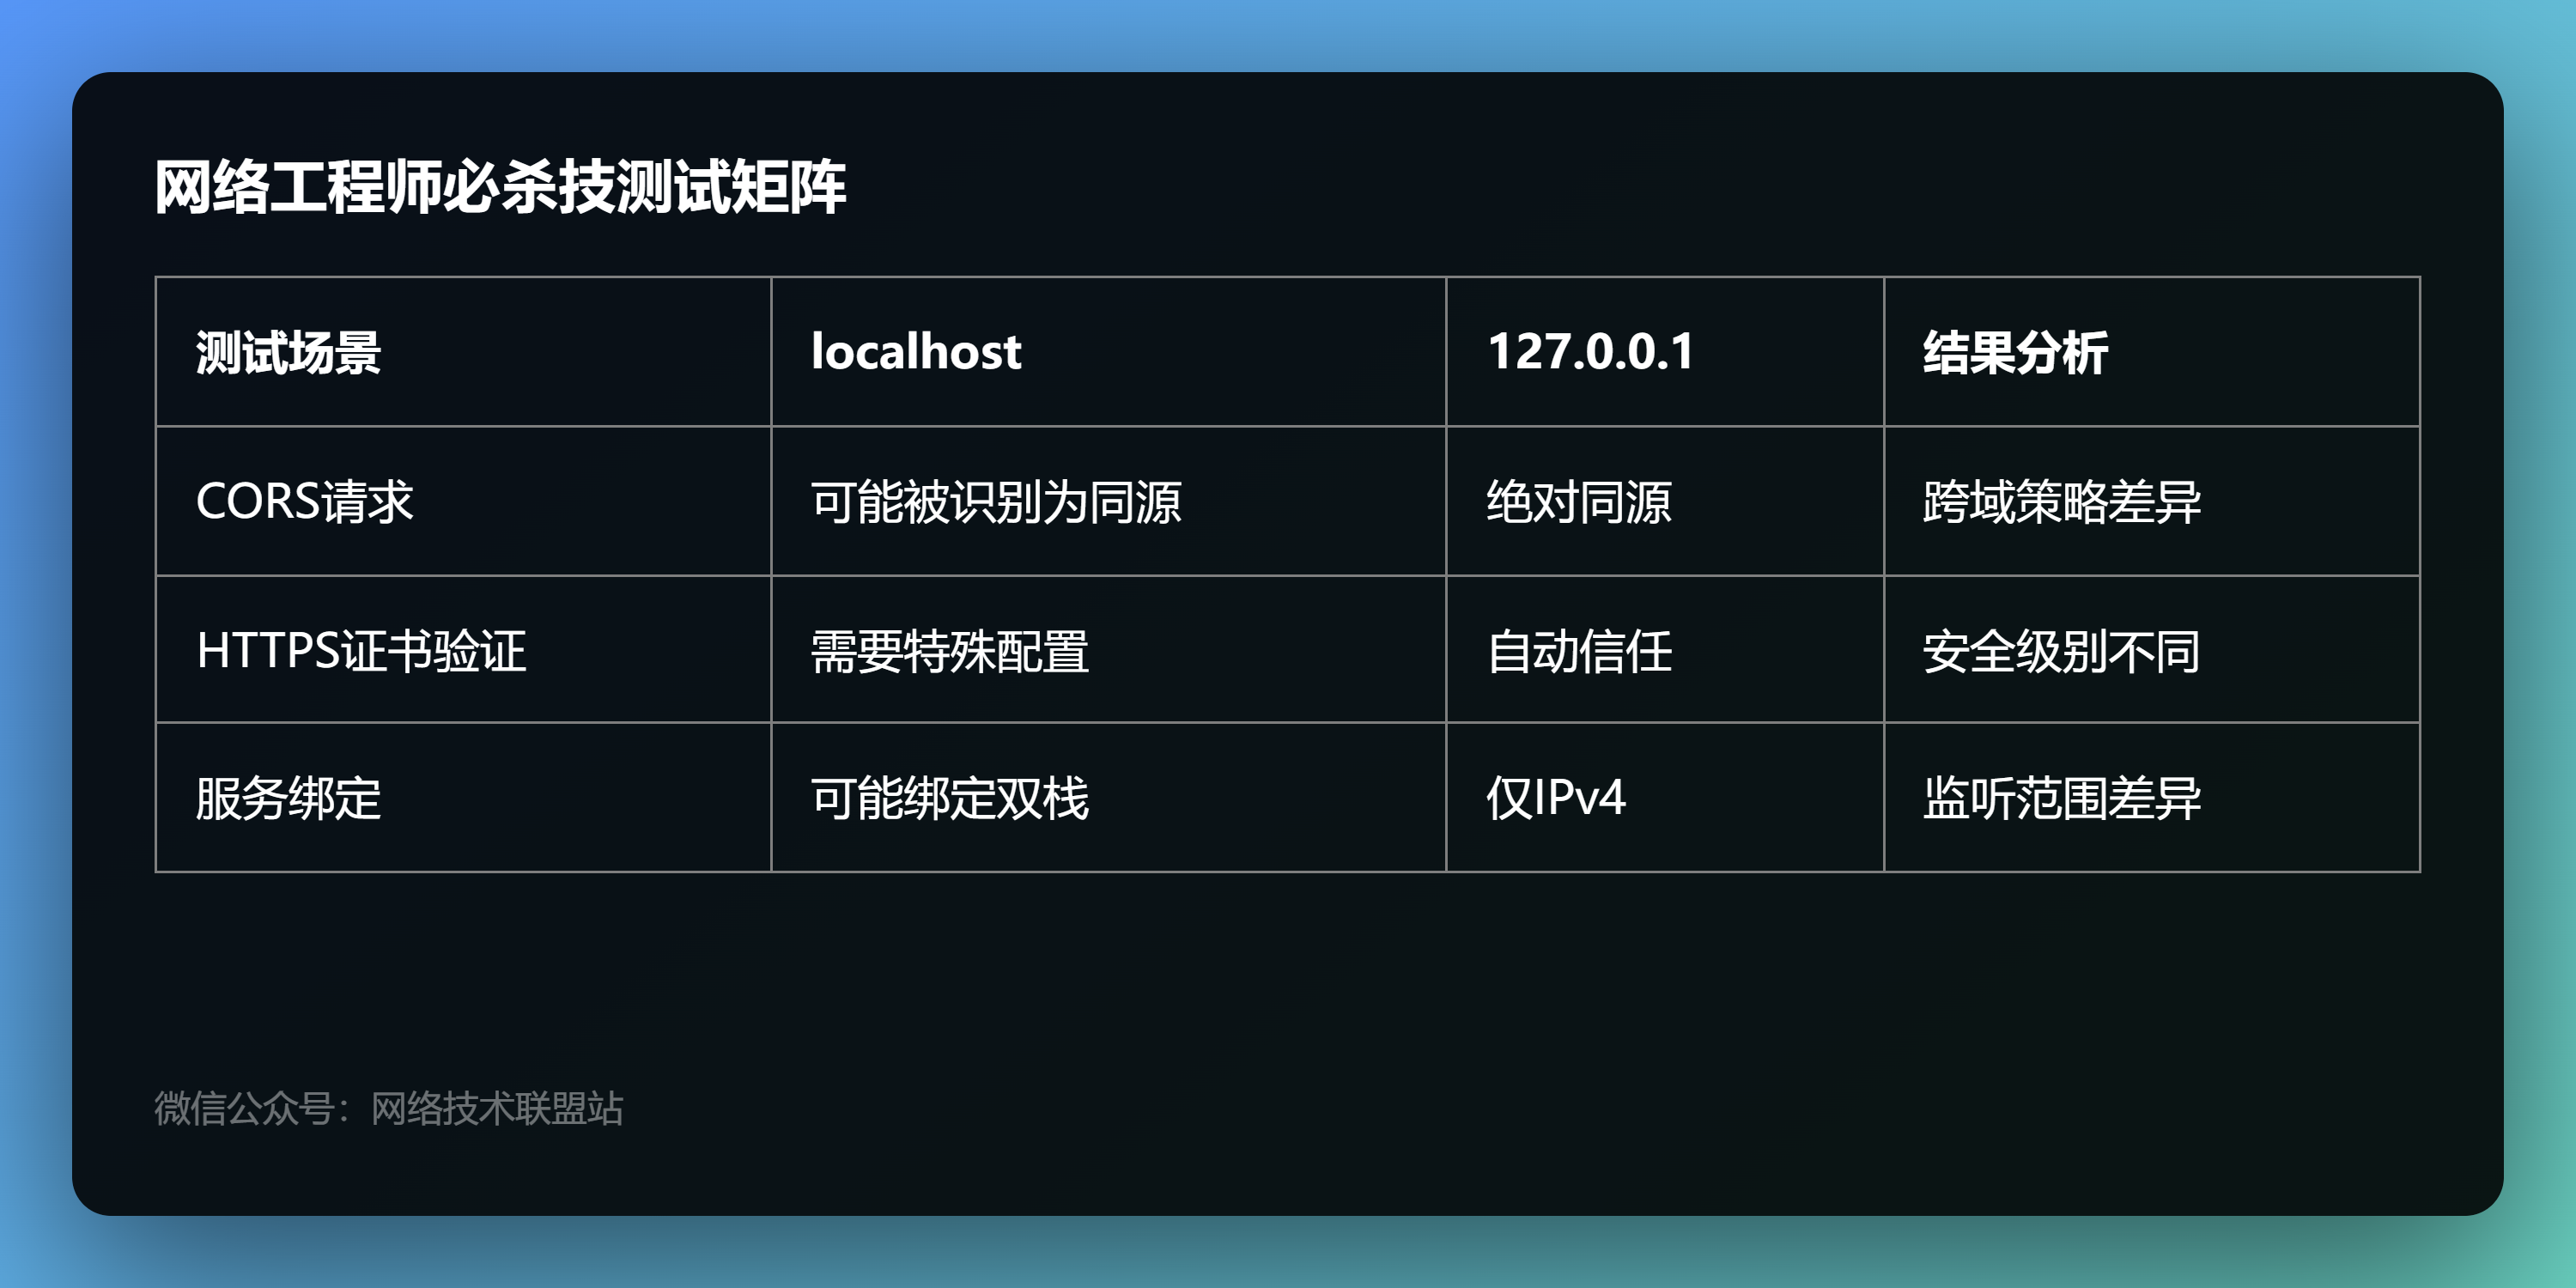 网络工程师必杀技测试矩阵
测试场景 localhost 127.0.0.1 结果分析
CORS请求 可能被识别为同源 绝对同源 跨域策略差异
HTTPS证书验证 需要特殊配置 自动信任 安全级别不同
服务绑定 可能绑定双栈 仅IPv4 监听范围差异
微信公众号：网络技术联盟站